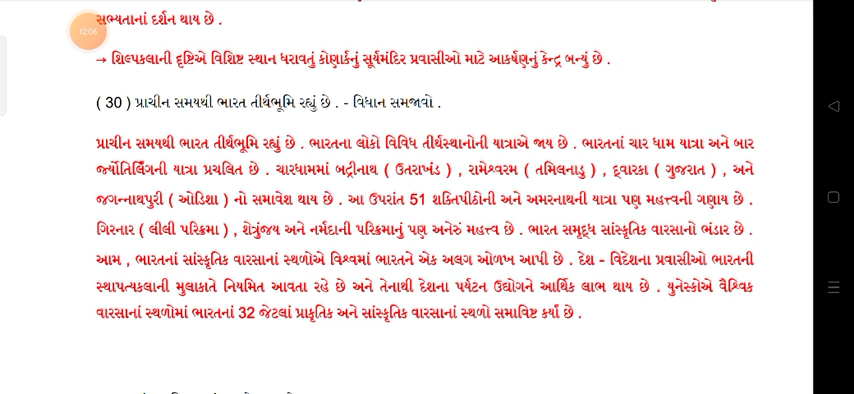 સભ્યતાનાં દર્શન થાય છે .
12:06
→ શિલ્પકલાની દૃષ્ટિએ વિશિષ્ટ સ્થાન ધરાવતું કોણાર્કનું સૂર્યમંદિર પ્રવાસીઓ માટે આકર્ષણનું કેન્દ્ર બન્યું છે .
( 30 ) પ્રાચીન સમયથી ભારત તીર્થભૂમિ રહ્યું છે . - વિધાન સમજાવો .
પ્રાચીન સમયથી ભારત તીર્થભૂમિ રહ્યું છે . ભારતના લોકો વિવિધ તીર્થસ્થાનોની યાત્રાએ જાય છે . ભારતનાં ચાર ધામ યાત્રા અને બાર
જ્યોતિર્લિંગની યાત્રા પ્રચલિત છે . ચારધામમાં બદ્રીનાથ ( ઉતરાખંડ ) , રામેશ્વરમ ( તમિલનાડુ ) , દ્વારકા ( ગુજરાત ) , અને
જગન્નાથપુરી ( ઓડિશા ) નો સમાવેશ થાય છે . આ ઉપરાંત 51 શક્તિપીઠોની અને અમરનાથની યાત્રા પણ મહત્ત્વની ગણાય છે .
ગિરનાર ( લીલી પરિક્રમા ) , શેત્રુંજય અને નર્મદાની પરિક્રમાનું પણ અનેરું મહત્ત્વ છે . ભારત સમૃદ્ધ સાંસ્કૃતિક વારસાનો ભંડાર છે .
આમ , ભારતનાં સાંસ્કૃતિક વારસાનાં સ્થળોએ વિશ્વમાં ભારતને એક અલગ ઓળખ આપી છે . દેશ - વિદેશના પ્રવાસીઓ ભારતની
સ્થાપત્યકલાની મુલાકાતે નિયમિત આવતા રહે છે અને તેનાથી દેશના પર્યટન ઉદ્યોગને આર્થિક લાભ થાય છે . યુનેસ્કોએ વૈશ્વિક
વારસાનાં સ્થળોમાં ભારતનાં 32 જેટલાં પ્રાકૃતિક અને સાંસ્કૃતિક વારસાનાં સ્થળો સમાવિષ્ટ કર્યાં છે .